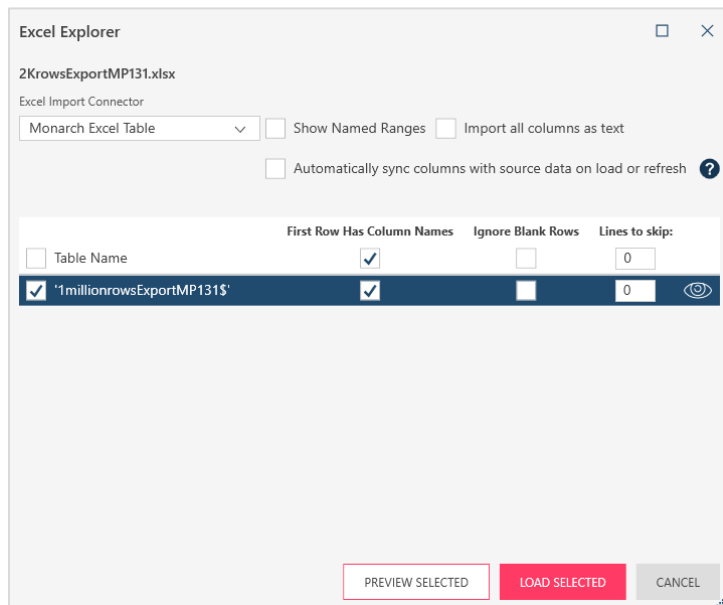 Excel Explorer
2KrowsExportMP131.xlsx
Excel Import Connector
Monarch Excel Table Show Named Ranges Import all columns as text
Automatically sync columns with source data on load or refresh ?
First Row Has Column Names Ignore Blank Rows Lines to skip:
Table Name 0
'1millionrowsExportMP131$' 0
PREVIEW SELECTED LOAD SELECTED CANCEL